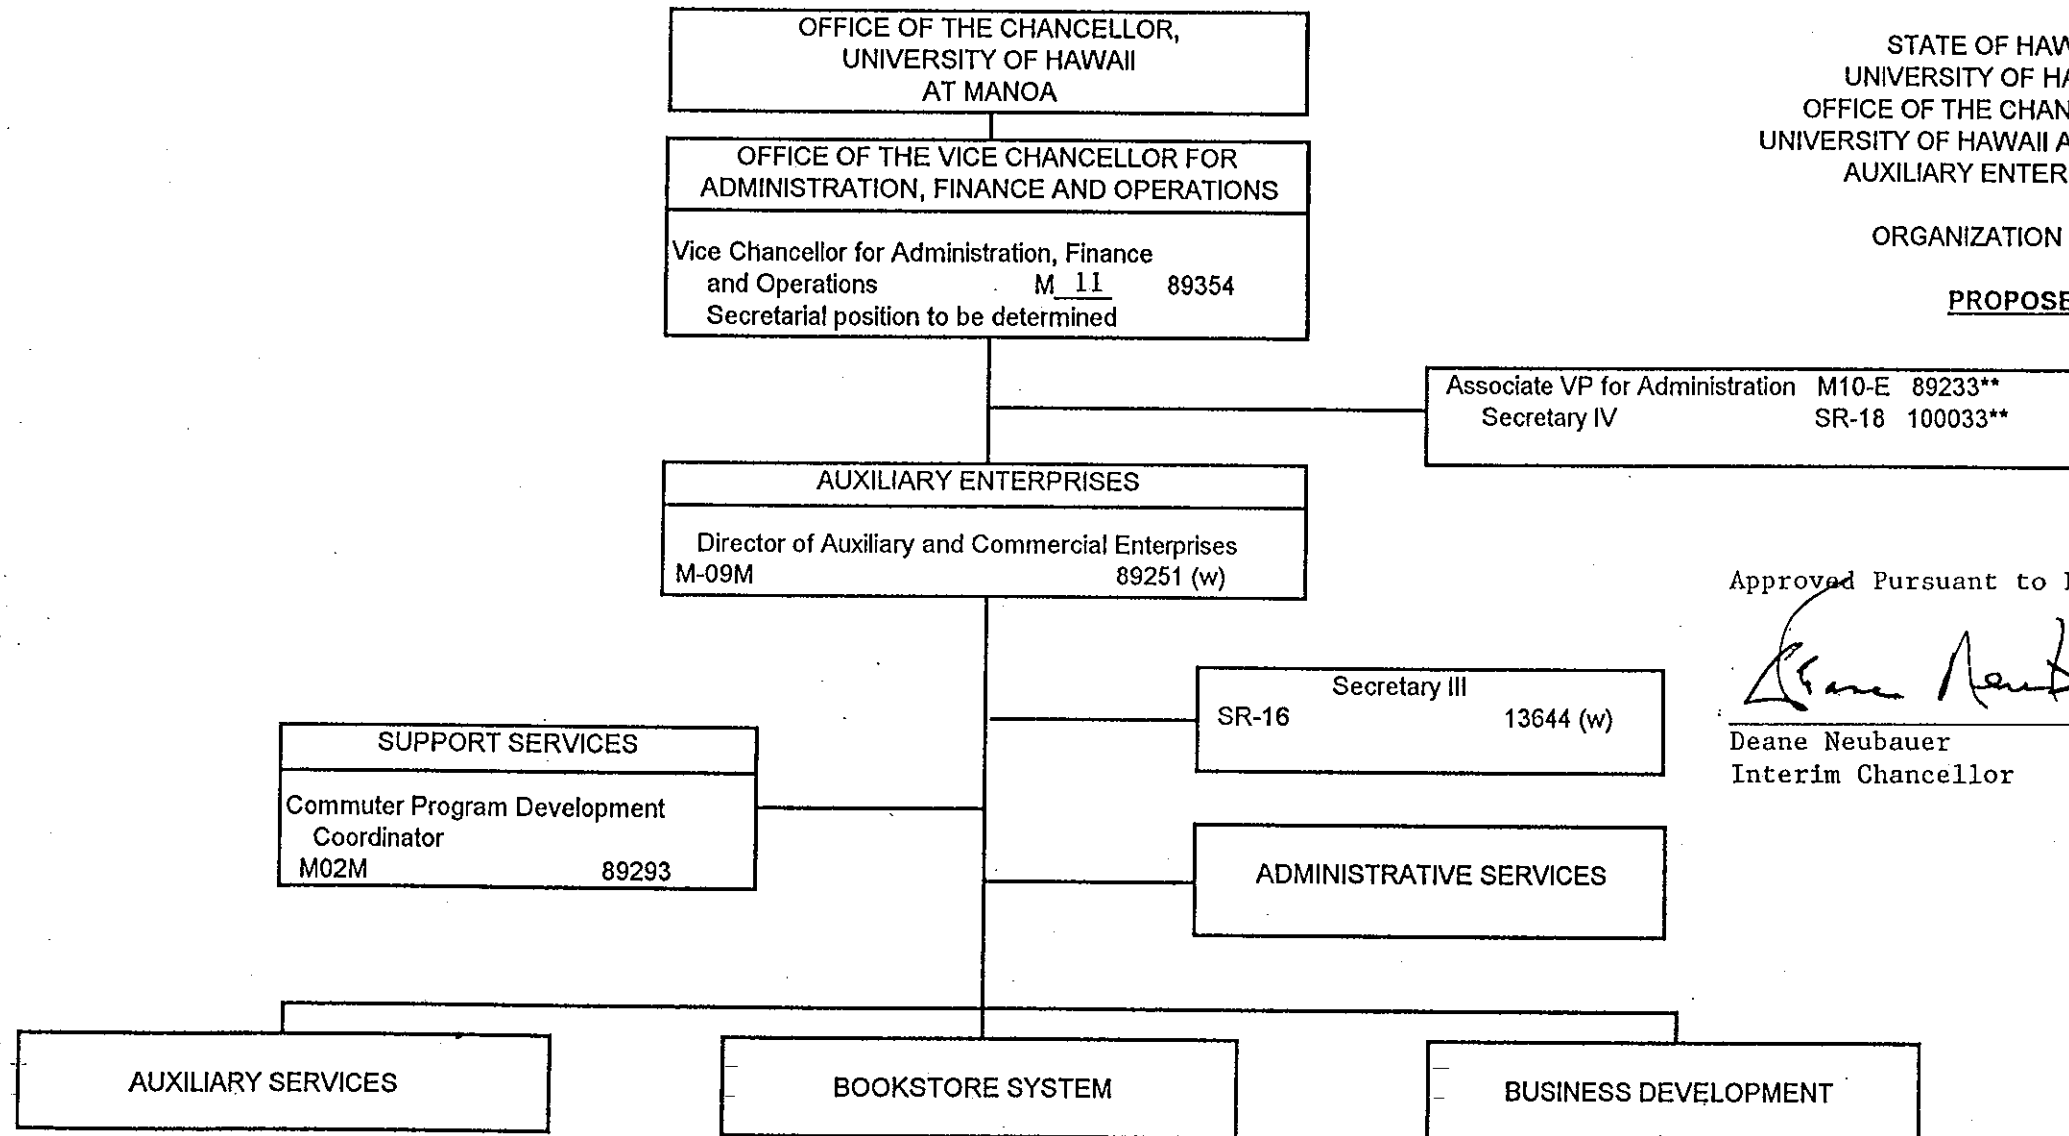 OFFICE OF THE CHANCELLOR,
UNIVERSITY OF HAWAII
AT MANOA
STATE OF HAW
UNIVERSITY OF HA
OFFICE OF THE CHAN
UNIVERSITY OF HAWAII A
AUXILIARY ENTER
ORGANIZATION
PROPOSE
OFFICE OF THE VICE CHANCELLOR FOR
ADMINISTRATION, FINANCE AND OPERATIONS
Vice Chancellor for Administration, Finance
and Operations M 11 89354
Secretarial position to be determined
Associate VP for Administration M10-E 89233**
Secretary IV SR-18 100033**
AUXILIARY ENTERPRISES
Director of Auxiliary and Commercial Enterprises
M-09M 89251 (w)
Approved Pursuant to
Deane Neubauer
Interim Chancellor
Secretary III
SR-16 13644 (w)
SUPPORT SERVICES
Commuter Program Development
Coordinator
M02M 89293
ADMINISTRATIVE SERVICES
AUXILIARY SERVICES
BOOKSTORE SYSTEM
BUSINESS DEVELOPMENT